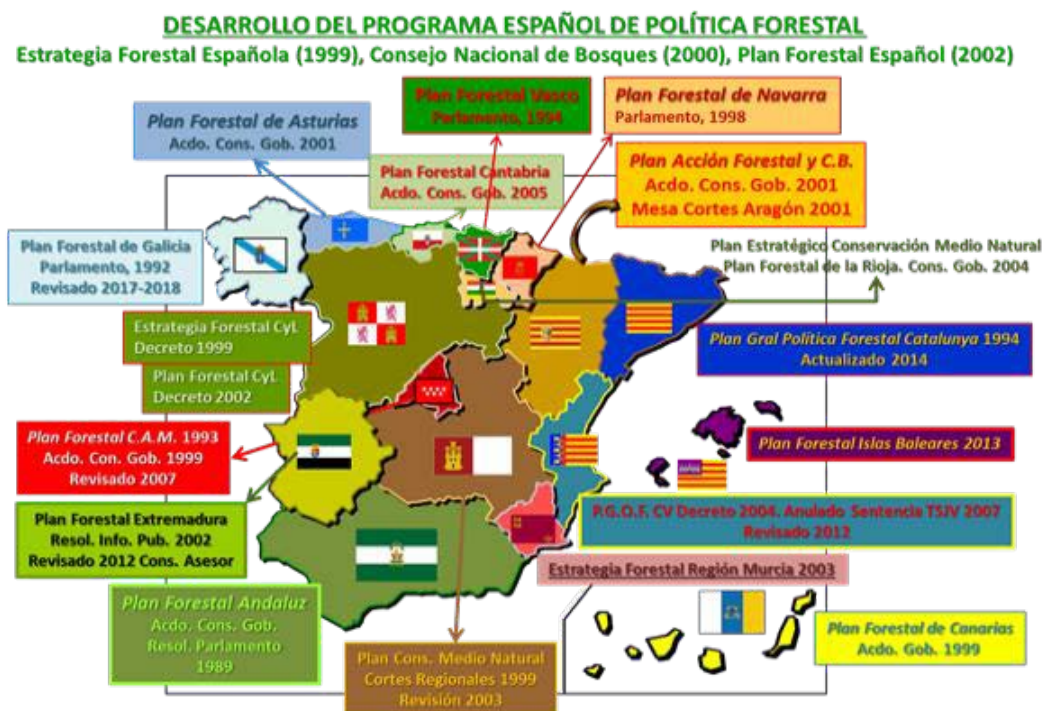 DESARROLLO DEL PROGRAMA ESPAÑOL DE POLÍTICA FORESTAL
Estrategia Forestal Española (1999), Consejo Nacional de Bosques (2000), Plan Forestal Español (2002)
Plan Forestal de Asturias
Acdo. Cons. Gob. 2001
Plan Forestal Vasco
Parlamento, 1994
Plan Forestal de Navarra
Parlamento, 1998
Plan Forestal Cantabria
Acdo. Cons. Gob. 2005
Plan Acción Forestal y C.B.
Acdo. Cons. Gob. 2001
Mesa Cortes Aragón 2001
Plan Forestal de Galicia
Parlamento, 1992
Revisado 2017-2018
Plan Estratégico Conservación Medio Natural
Plan Forestal de la Rioja. Cons. Gob. 2004
Estrategia Forestal CyL
Decreto 1999
Plan Forestal CyL
Decreto 2002
Plan Gral Política Forestal Catalunya 1994
Actualizado 2014
Plan Forestal C.A.M. 1993
Acdo. Con. Gob. 1999
Revisado 2007
Plan Forestal Islas Baleares 2013
Plan Forestal Extremadura
Resol. Info. Pub. 2002
Revisado 2012 Cons. Asesor
P.G.O.F. CV Decreto 2004. Anulado Sentencia TSJV 2007
Revisado 2012
Estrategia Forestal Región Murcia 2003
Plan Forestal Andaluz
Acdo. Cons. Gob.
Resol. Parlamento
1989
Plan Cons. Medio Natural
Cortes Regionales 1999
Revisión 2003
Plan Forestal de Canarias
Acdo. Gob. 1999